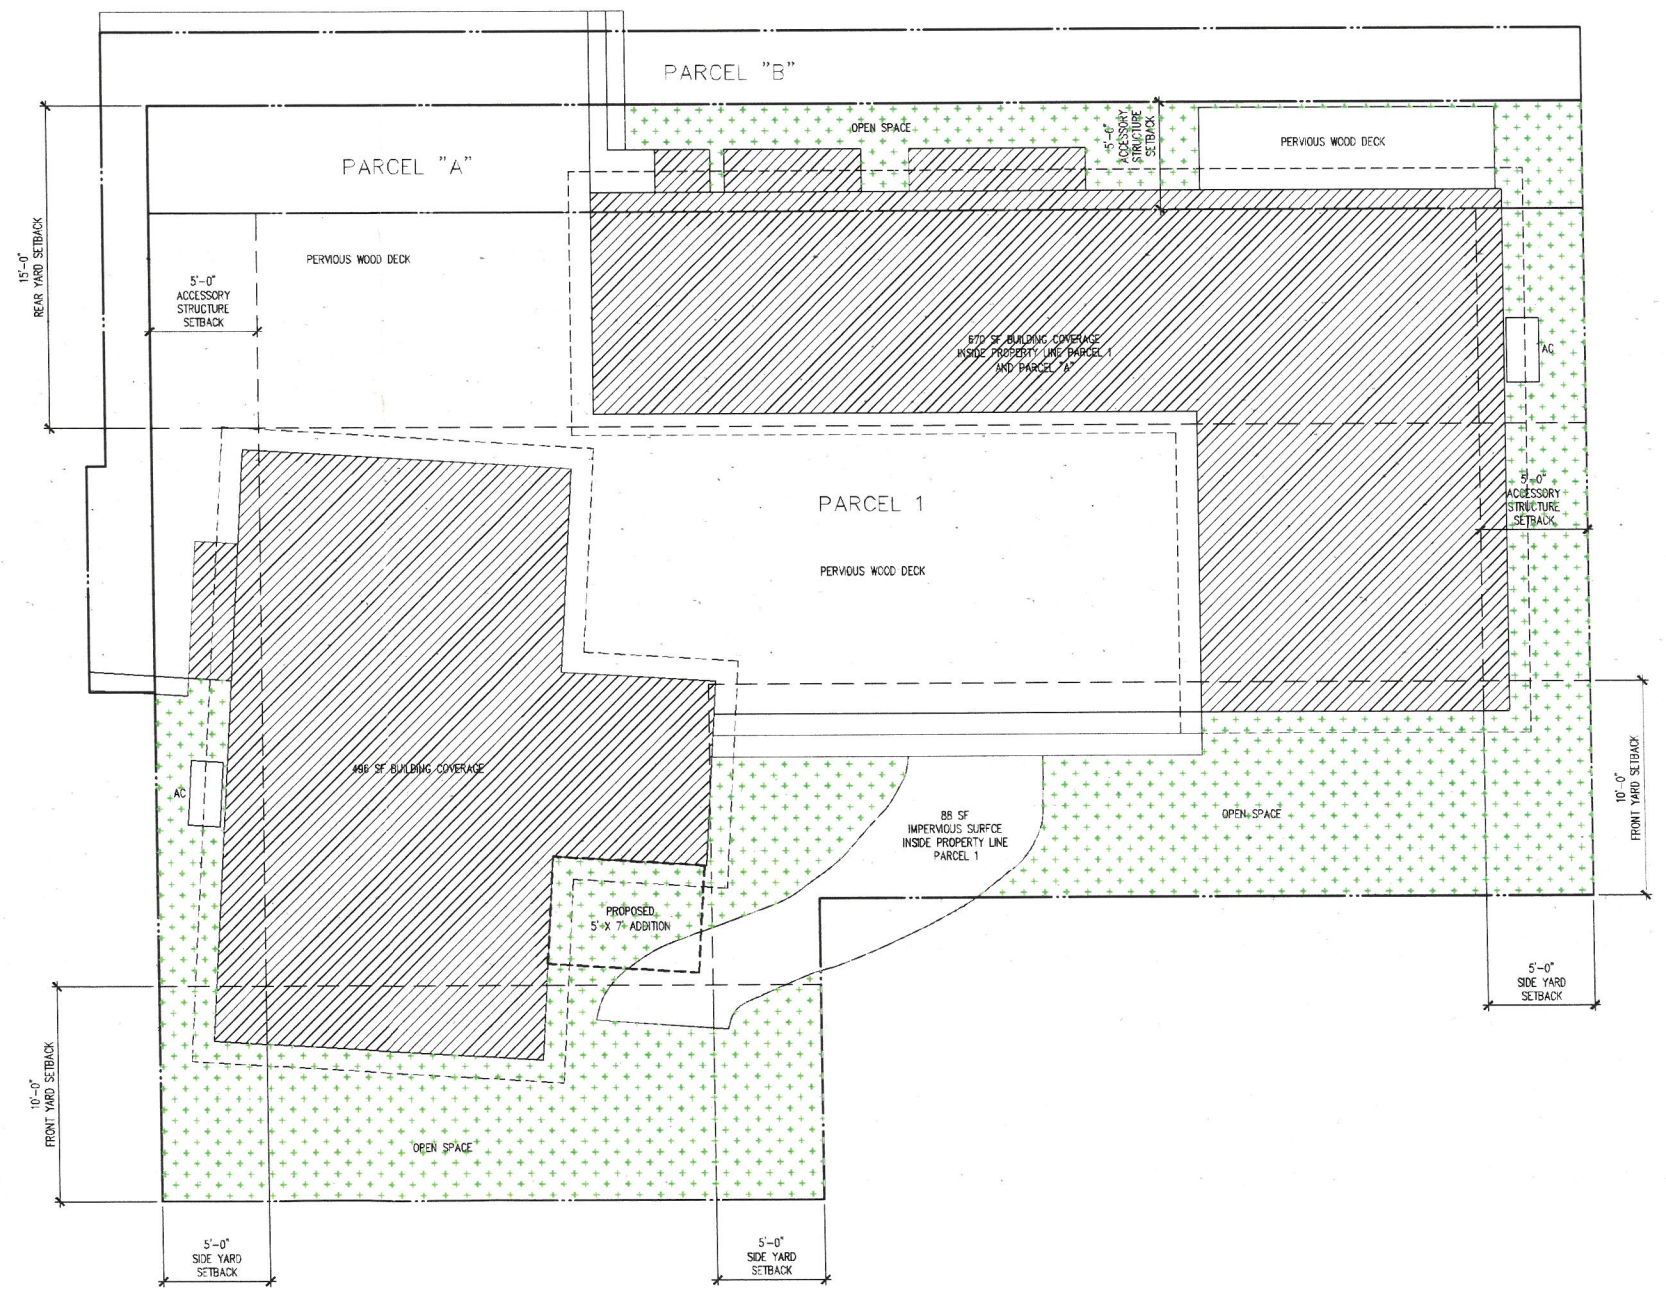 PARCEL "B"
OPEN SPACE
5'-0"
ACCESSORY
STRUCTURE
SETBACK
PERVIOUS WOOD DECK
PARCEL "A"
15'-0"
REAR YARD SETBACK
PERVIOUS WOOD DECK
5'-0"
ACCESSORY
STRUCTURE
SETBACK
670 SF BUILDING COVERAGE
INSIDE PROPERTY LINE PARCEL 1
AND PARCEL "A"
AC
5'-0"
ACCESSORY
STRUCTURE
SETBACK
PARCEL 1
PERVIOUS WOOD DECK
496 SF BUILDING COVERAGE
AC
88 SF
IMPERVIOUS SURFCE
INSIDE PROPERTY LINE
PARCEL 1
OPEN SPACE
10'-0"
FRONT YARD SETBACK
PROPOSED
5' X 7' ADDITION
5'-0"
SIDE YARD
SETBACK
10'-0"
FRONT YARD SETBACK
OPEN SPACE
5'-0"
SIDE YARD
SETBACK
5'-0"
SIDE YARD
SETBACK